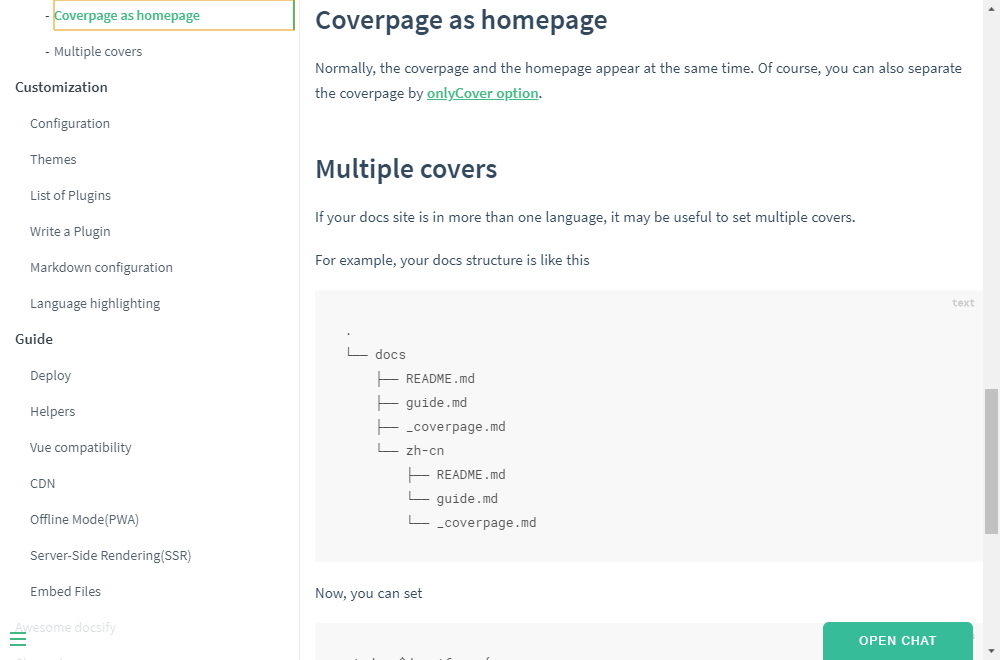 - Coverpage as homepage
- Multiple covers
Customization
Configuration
Themes
List of Plugins
Write a Plugin
Markdown configuration
Language highlighting
Guide
Deploy
Helpers
Vue compatibility
CDN
Offline Mode(PWA)
Server-Side Rendering(SSR)
Embed Files
Awesome docsify
Coverpage as homepage
Normally, the coverpage and the homepage appear at the same time. Of course, you can also separate
the coverpage by onlyCover option.
Multiple covers
If your docs site is in more than one language, it may be useful to set multiple covers.
For example, your docs structure is like this
text
.
└── docs
    ├── README.md
    ├── guide.md
    ├── _coverpage.md
    └── zh-cn
        ├── README.md
        └── guide.md
        └── _coverpage.md
Now, you can set
OPEN CHAT